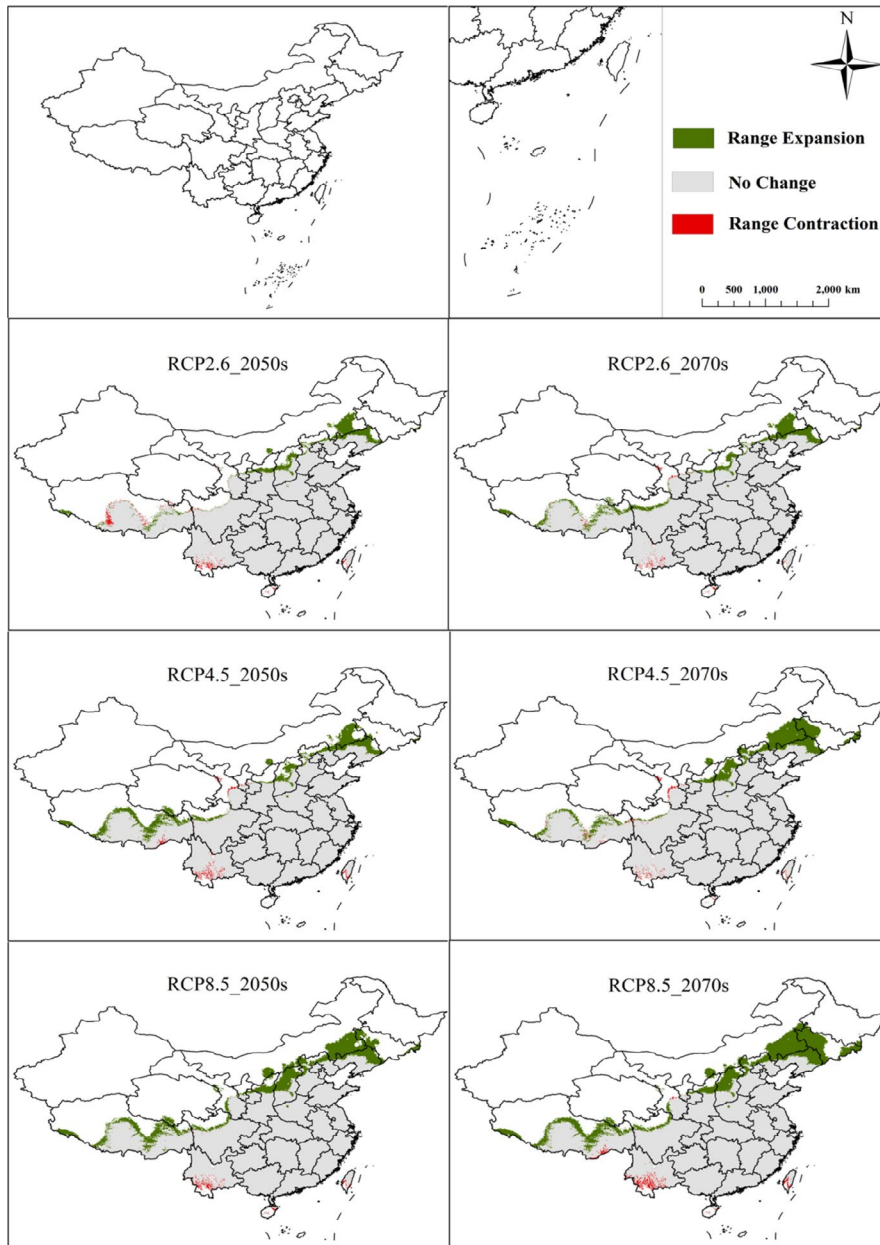 N
Range Expansion
No Change
Range Contraction
0 500 1,000 2,000 km
RCP2.6_2050s
RCP2.6_2070s
RCP4.5_2050s
RCP4.5_2070s
RCP8.5_2050s
RCP8.5_2070s